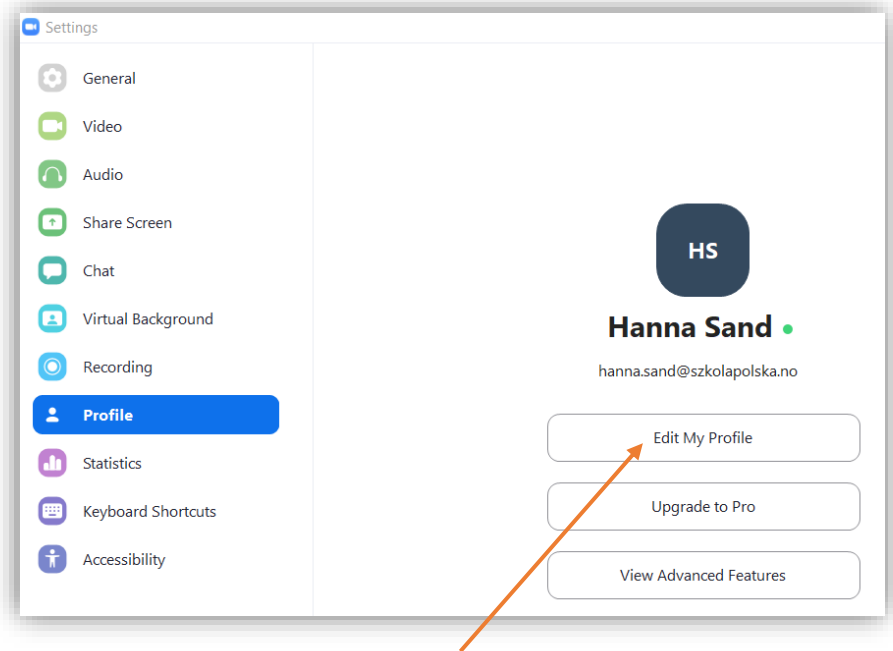 Settings
General
Video
Audio
Share Screen
Chat
Virtual Background
Recording
Profile
Statistics
Keyboard Shortcuts
Accessibility
HS
Hanna Sand
hanna.sand@szkolapolska.no
Edit My Profile
Upgrade to Pro
View Advanced Features